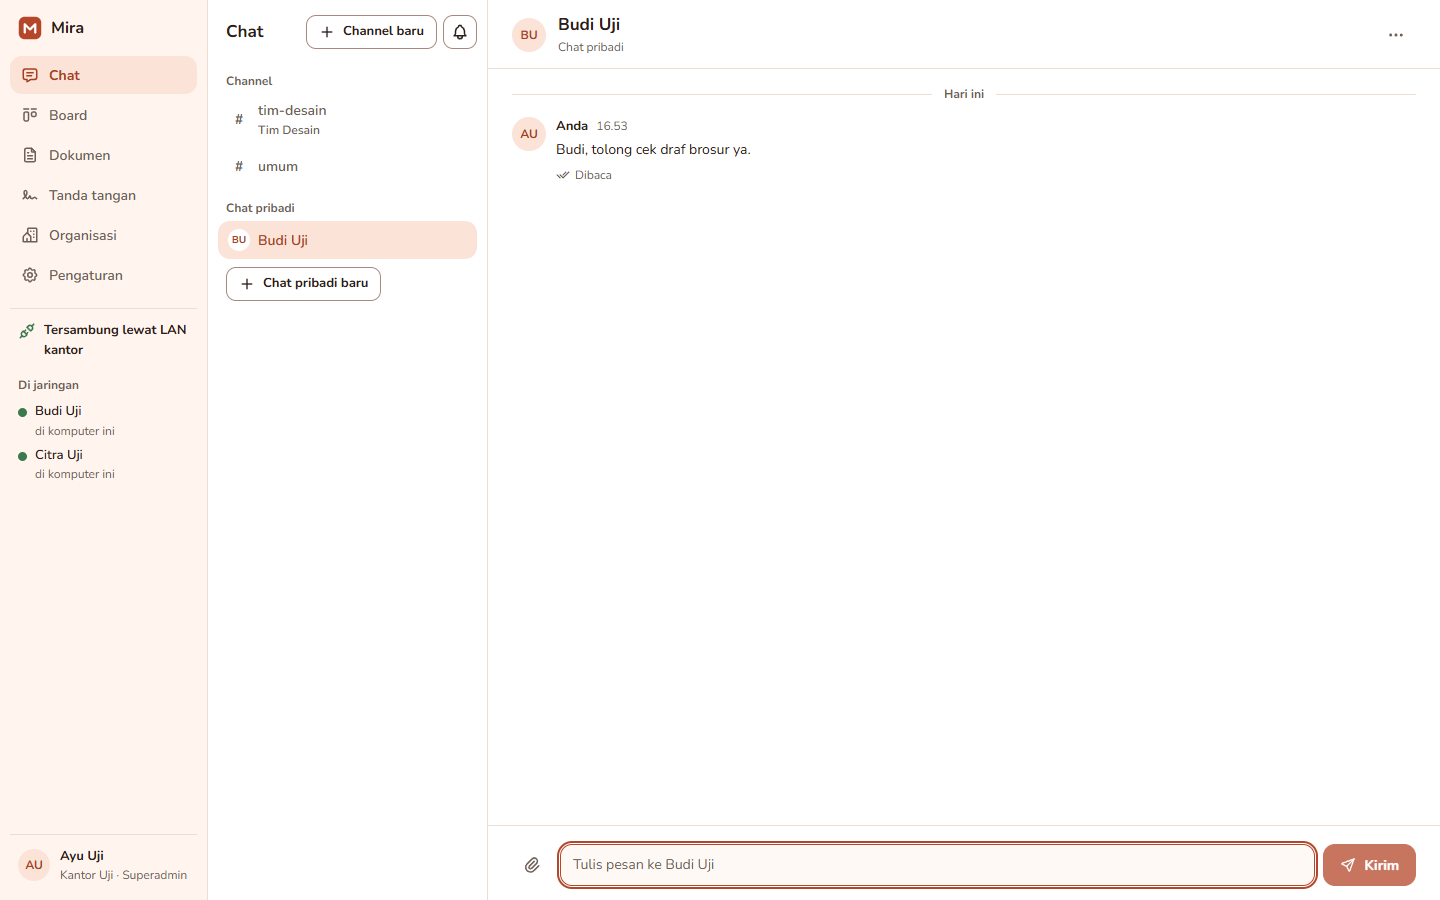 Mira
Chat
Board
Dokumen
Tanda tangan
Organisasi
Pengaturan
Tersambung lewat LAN
kantor
Di jaringan
Budi Uji
di komputer ini
Citra Uji
di komputer ini
AU
Ayu Uji
Kantor Uji · Superadmin
Chat
Channel baru
Channel
# tim-desain
Tim Desain
# umum
Chat pribadi
BU Budi Uji
Chat pribadi baru
BU
Budi Uji
Chat pribadi
Hari ini
AU
Anda 16.53
Budi, tolong cek draf brosur ya.
Dibaca
Tulis pesan ke Budi Uji
Kirim